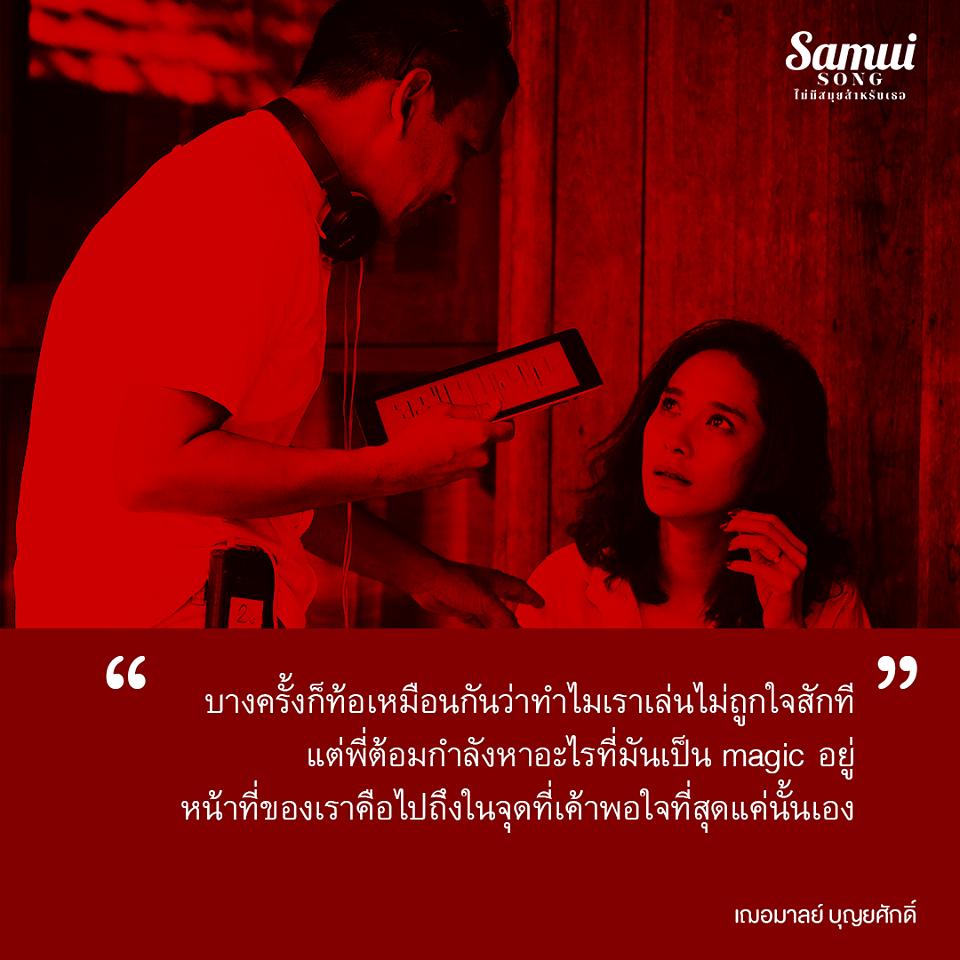 Samui
SONG
ไม่มีสมุยสำหรับเธอ
2
“ บางครั้งก็ท้อเหมือนกันว่าทำไมเราเล่นไม่ถูกใจสักที ”
แต่พี่ต้อมกำลังหาอะไรที่มันเป็น magic อยู่
หน้าที่ของเราคือไปถึงในจุดที่เค้าพอใจที่สุดแค่นั้นเอง
เฌอมาลย์ บุญยศักดิ์